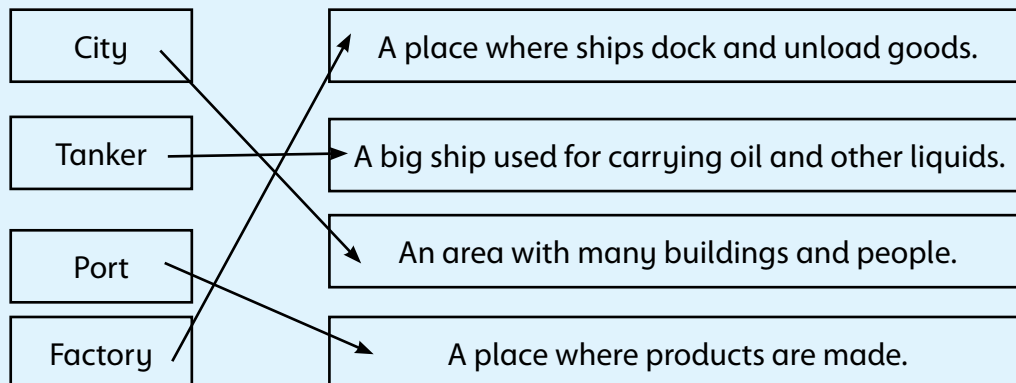 City
A place where ships dock and unload goods.
Tanker
A big ship used for carrying oil and other liquids.
Port
An area with many buildings and people.
Factory
A place where products are made.